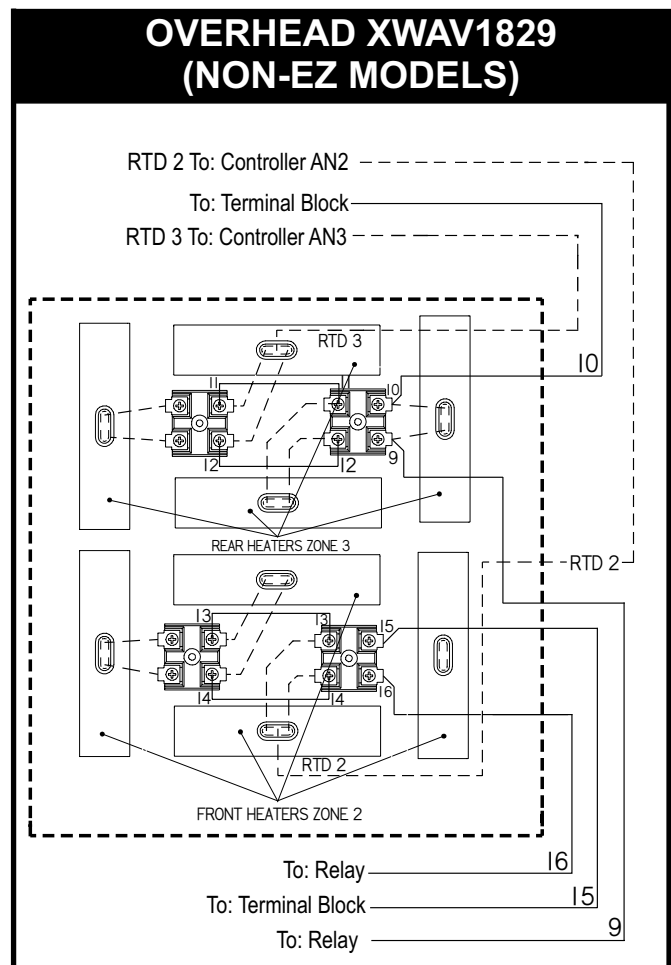 OVERHEAD XWAV1829
(NON-EZ MODELS)
RTD 2 To: Controller AN2
To: Terminal Block
RTD 3 To: Controller AN3
RTD 3
10
11
11
10
12
12
9
REAR HEATERS ZONE 3
RTD 2
13
13
15
14
14
16
RTD 2
FRONT HEATERS ZONE 2
To: Relay
16
To: Terminal Block
15
To: Relay
9